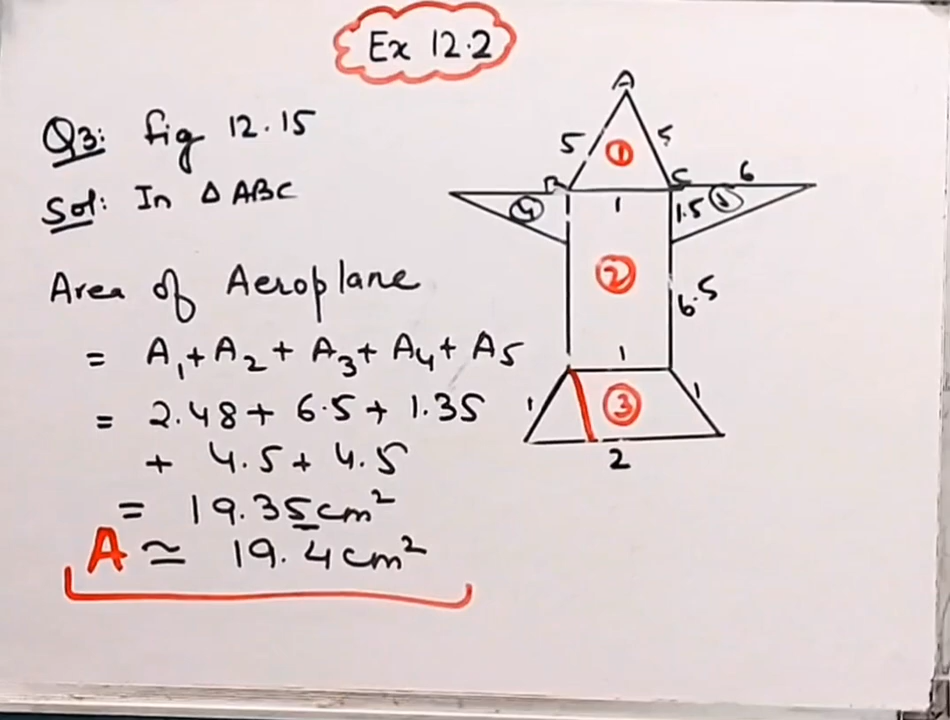 Ex 12.2
Q3: fig 12.15
Sol: In △ ABC
Area of Aeroplane
= A₁ + A₂ + A₃ + A₄ + A₅
= 2.48 + 6.5 + 1.35
+ 4.5 + 4.5
= 19.35 cm²
A ≃ 19.4 cm²
A
5 ① 5
B C 6
④ 1 1.5
②
6.5
1
1 ③ 1
2